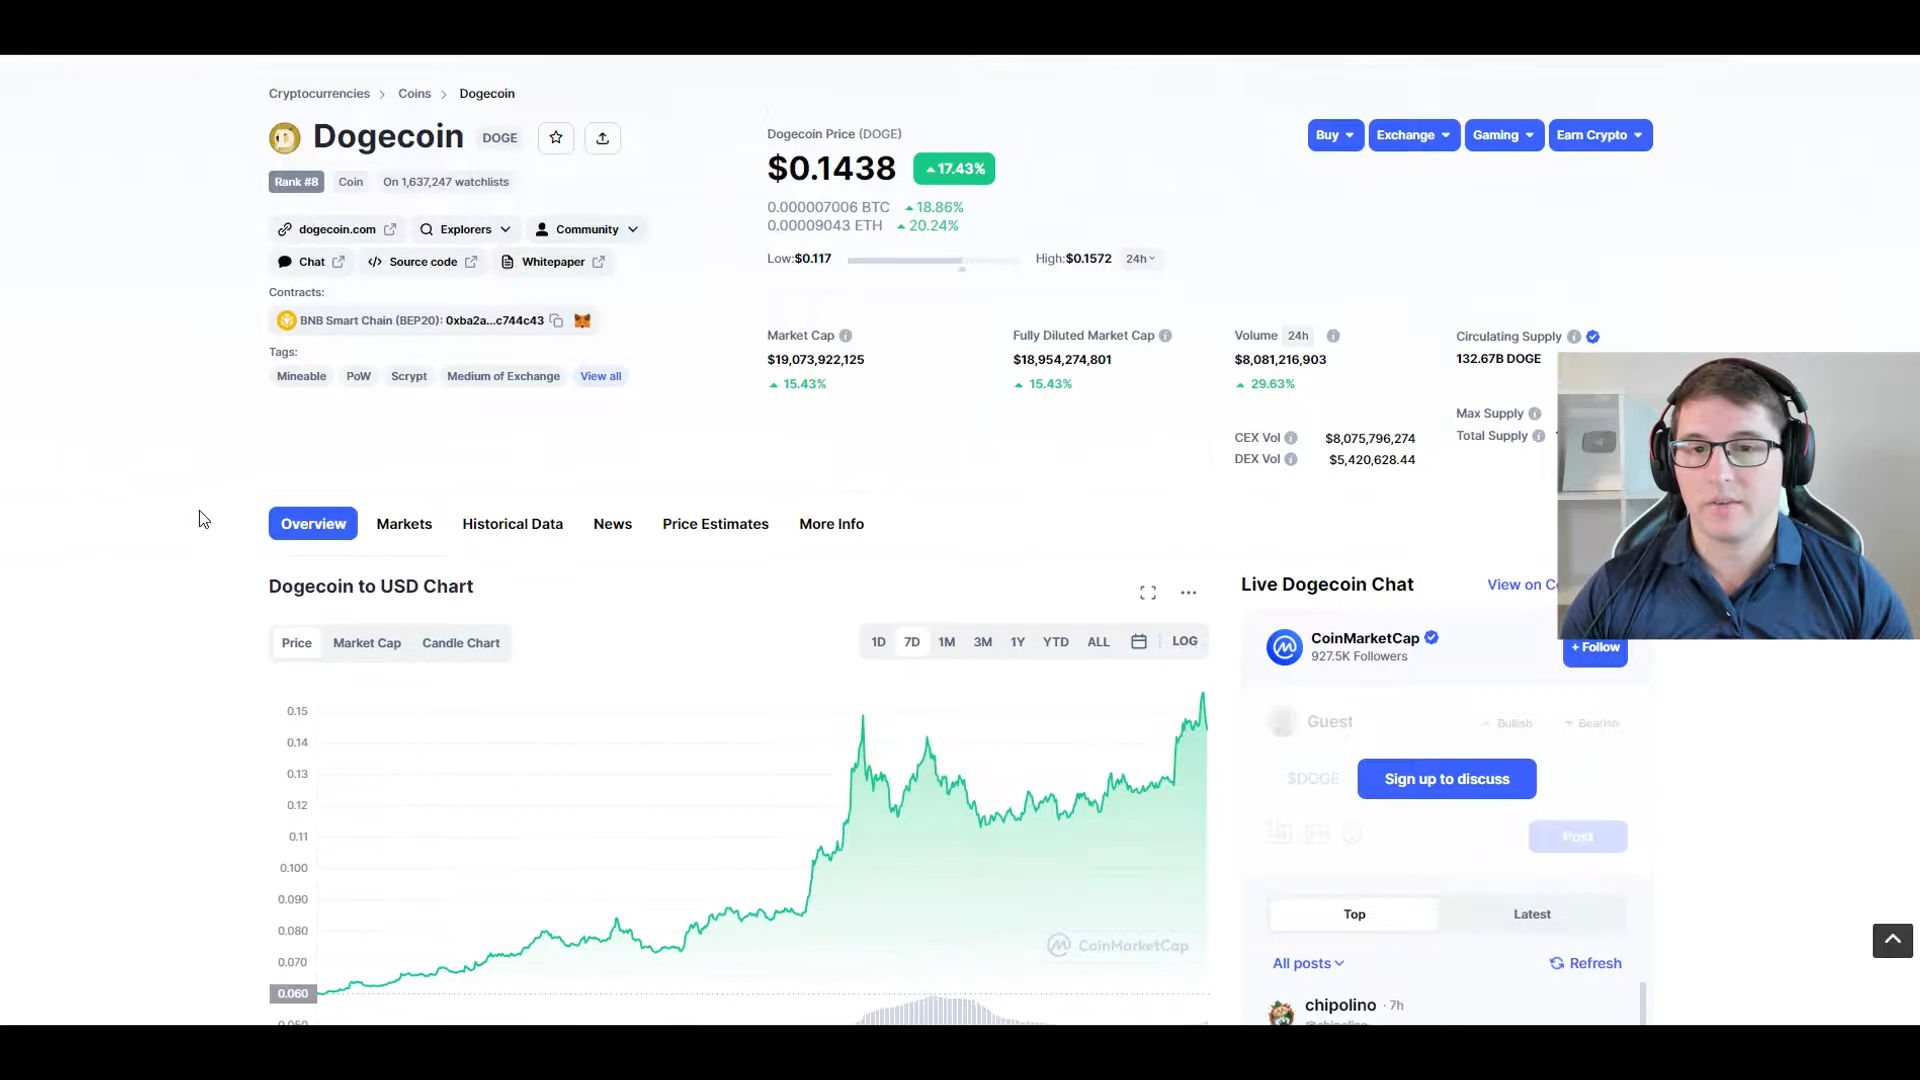 Cryptocurrencies > Coins > Dogecoin
Dogecoin DOGE
Rank #8 Coin On 1,637,247 watchlists
dogecoin.com Explorers Community
Chat Source code Whitepaper
Contracts:
BNB Smart Chain (BEP20): 0xba2a...c744c43
Tags:
Mineable PoW Scrypt Medium of Exchange View all
Dogecoin Price (DOGE)
$0.1438 17.43%
0.000007006 BTC 18.86%
0.00009043 ETH 20.24%
Low:$0.117 High:$0.1572 24h
Buy Exchange Gaming Earn Crypto
Market Cap
$19,073,922,125
15.43%
Fully Diluted Market Cap
$18,954,274,801
15.43%
Volume 24h
$8,081,216,903
29.63%
CEX Vol $8,075,796,274
DEX Vol $5,420,628.44
Circulating Supply
132.67B DOGE
Max Supply
Total Supply
Overview Markets Historical Data News Price Estimates More Info
Dogecoin to USD Chart
Price Market Cap Candle Chart
1D 7D 1M 3M 1Y YTD ALL LOG
0.15
0.14
0.13
0.12
0.11
0.100
0.090
0.080
0.070
0.060
CoinMarketCap
Live Dogecoin Chat View on
CoinMarketCap
927.5K Followers
+ Follow
Guest Bullish Bearish
$DOGE Sign up to discuss
Post
Top Latest
All posts Refresh
chipolino · 7h